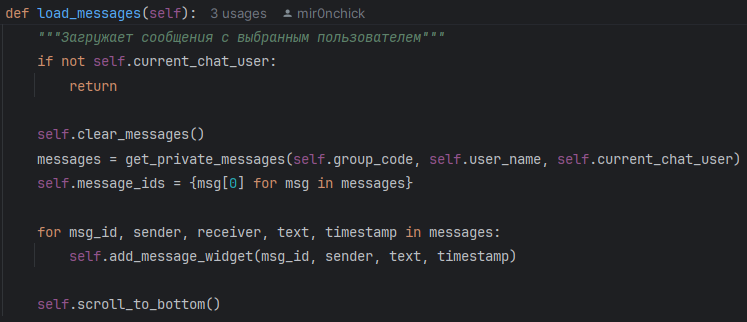 def load_messages(self): 3 usages mir0nchick
"""Загружает сообщения с выбранным пользователем"""
if not self.current_chat_user:
return
self.clear_messages()
messages = get_private_messages(self.group_code, self.user_name, self.current_chat_user)
self.message_ids = {msg[0] for msg in messages}
for msg_id, sender, receiver, text, timestamp in messages:
self.add_message_widget(msg_id, sender, text, timestamp)
self.scroll_to_bottom()